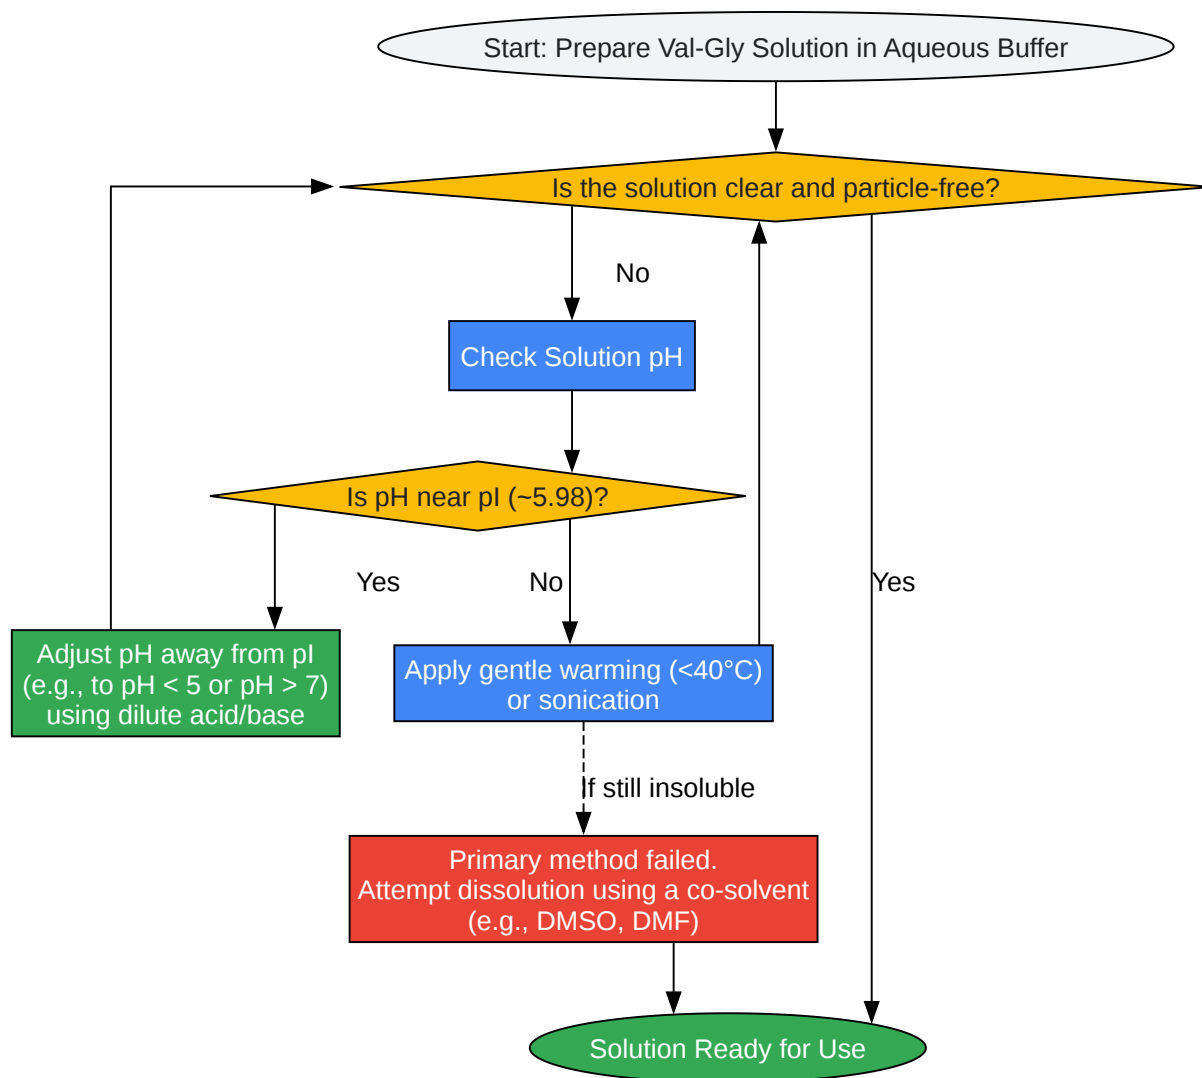 Start: Prepare Val-Gly Solution in Aqueous Buffer
Is the solution clear and particle-free?
No
Check Solution pH
Is pH near pI (~5.98)?
Yes
No
Yes
Adjust pH away from pI
(e.g., to pH < 5 or pH > 7)
using dilute acid/base
Apply gentle warming (<40°C)
or sonication
If still insoluble
Primary method failed.
Attempt dissolution using a co-solvent
(e.g., DMSO, DMF)
Solution Ready for Use